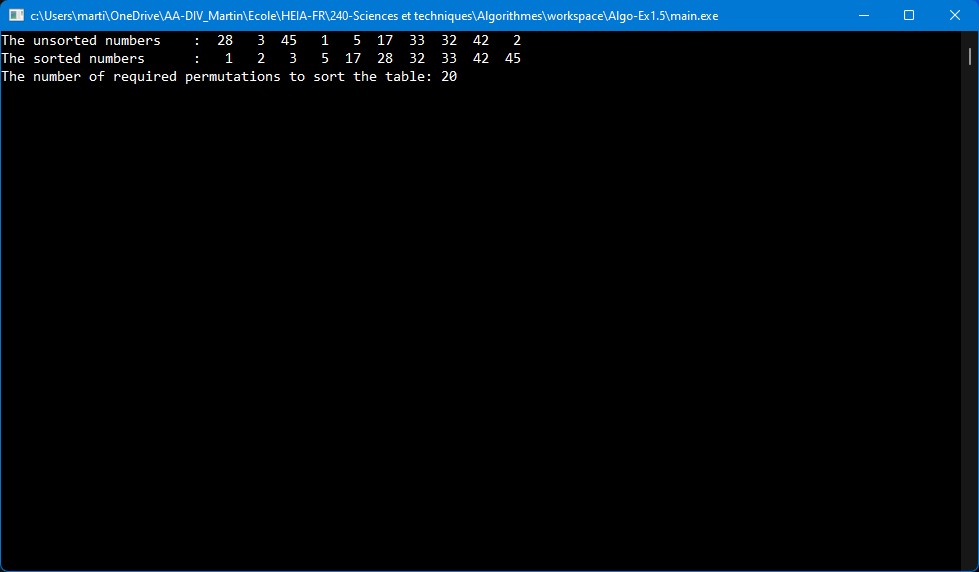 c:\Users\marti\OneDrive\AA-DIV_Martin\Ecole\HEIA-FR\240-Sciences et techniques\Algorithmes\workspace\Algo-Ex1.5\main.exe
The unsorted numbers    :  28   3  45   1   5  17  33  32  42   2
The sorted numbers      :   1   2   3   5  17  28  32  33  42  45
The number of required permutations to sort the table: 20